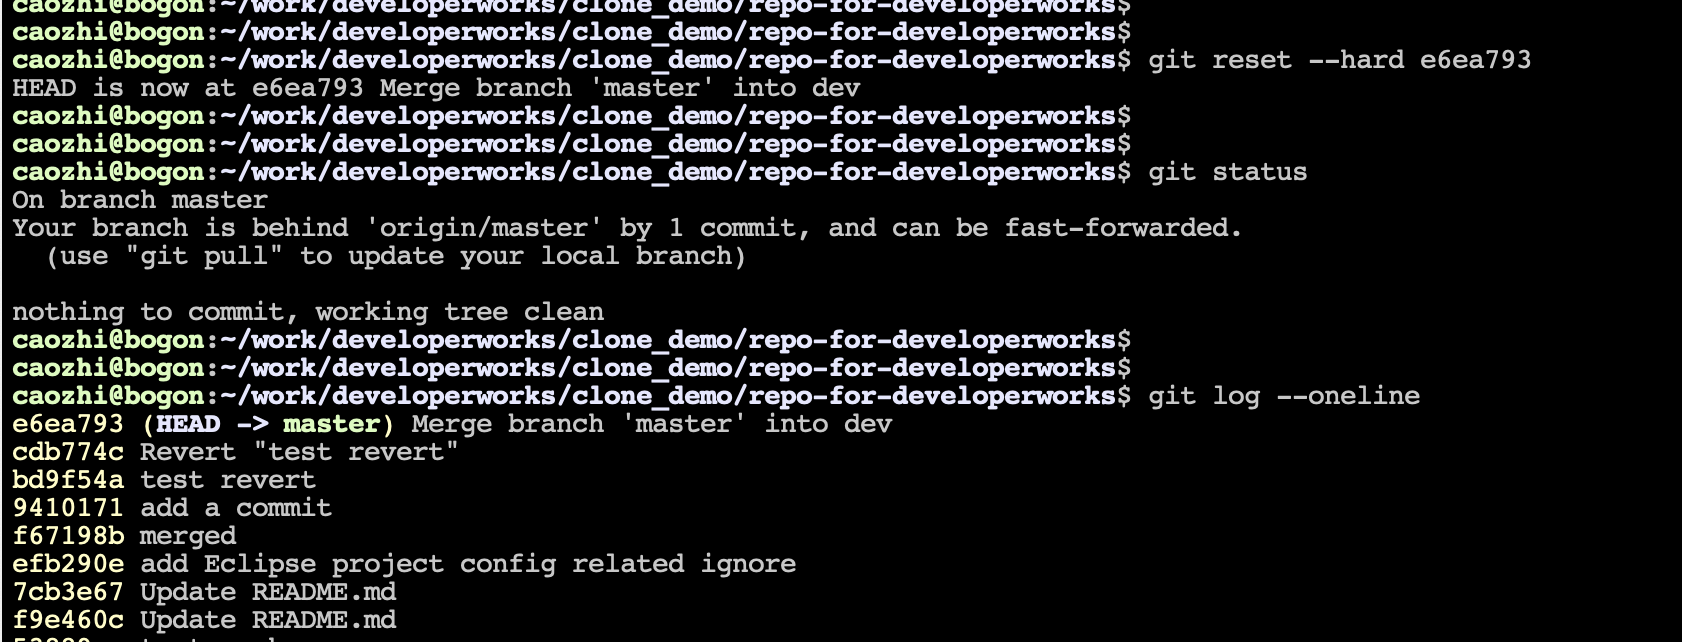 caozhi@bogon:~/work/developerworks/clone_demo/repo-for-developerworks$
caozhi@bogon:~/work/developerworks/clone_demo/repo-for-developerworks$
caozhi@bogon:~/work/developerworks/clone_demo/repo-for-developerworks$ git reset --hard e6ea793
HEAD is now at e6ea793 Merge branch 'master' into dev
caozhi@bogon:~/work/developerworks/clone_demo/repo-for-developerworks$
caozhi@bogon:~/work/developerworks/clone_demo/repo-for-developerworks$
caozhi@bogon:~/work/developerworks/clone_demo/repo-for-developerworks$ git status
On branch master
Your branch is behind 'origin/master' by 1 commit, and can be fast-forwarded.
  (use "git pull" to update your local branch)

nothing to commit, working tree clean
caozhi@bogon:~/work/developerworks/clone_demo/repo-for-developerworks$
caozhi@bogon:~/work/developerworks/clone_demo/repo-for-developerworks$
caozhi@bogon:~/work/developerworks/clone_demo/repo-for-developerworks$ git log --oneline
e6ea793 (HEAD -> master) Merge branch 'master' into dev
cdb774c Revert "test revert"
bd9f54a test revert
9410171 add a commit
f67198b merged
efb290e add Eclipse project config related ignore
7cb3e67 Update README.md
f9e460c Update README.md